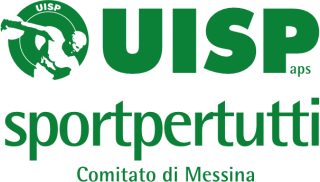 UISP
UISP
aps
sportpertutti
Comitato di Messina